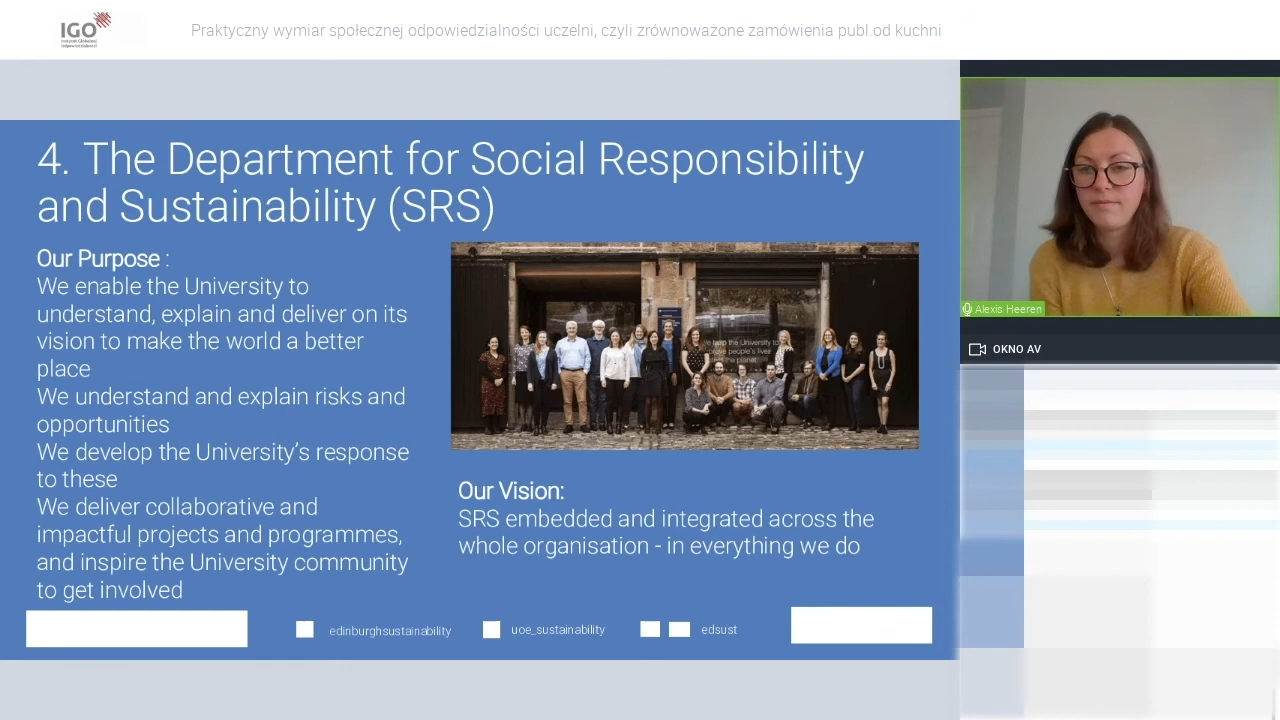 IGO
Instytut Globalnej
Odpowiedzialności
Praktyczny wymiar społecznej odpowiedzialności uczelni, czyli zrównoważone zamówienia publ.od kuchni
4. The Department for Social Responsibility
and Sustainability (SRS)
Our Purpose :
We enable the University to
understand, explain and deliver on its
vision to make the world a better
place
We understand and explain risks and
opportunities
We develop the University's response
to these
We deliver collaborative and
impactful projects and programmes,
and inspire the University community
to get involved
Our Vision:
SRS embedded and integrated across the
whole organisation - in everything we do
edinburghsustainability
uoe_sustainability
edsust
Alexis Heeren
OKNO AV